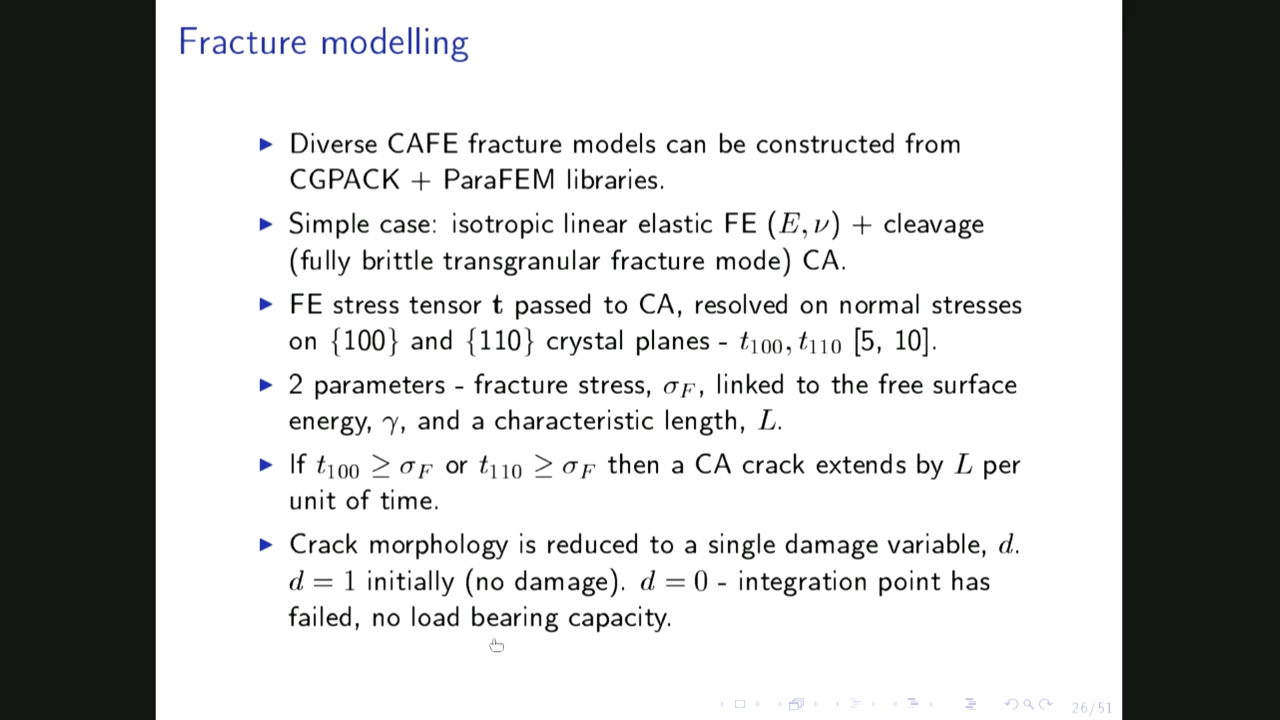 Fracture modelling
▶ Diverse CAFE fracture models can be constructed from
CGPACK + ParaFEM libraries.
▶ Simple case: isotropic linear elastic FE (E, ν) + cleavage
(fully brittle transgranular fracture mode) CA.
▶ FE stress tensor t passed to CA, resolved on normal stresses
on {100} and {110} crystal planes - t₁₀₀, t₁₁₀ [5, 10].
▶ 2 parameters - fracture stress, σ_F, linked to the free surface
energy, γ, and a characteristic length, L.
▶ If t₁₀₀ ≥ σ_F or t₁₁₀ ≥ σ_F then a CA crack extends by L per
unit of time.
▶ Crack morphology is reduced to a single damage variable, d.
d = 1 initially (no damage). d = 0 - integration point has
failed, no load bearing capacity.
26/51